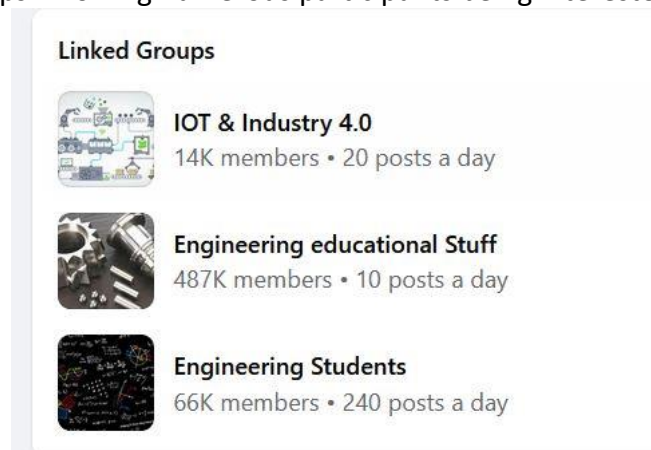 Linked Groups
IOT & Industry 4.0
14K members • 20 posts a day
Engineering educational Stuff
487K members • 10 posts a day
Engineering Students
66K members • 240 posts a day